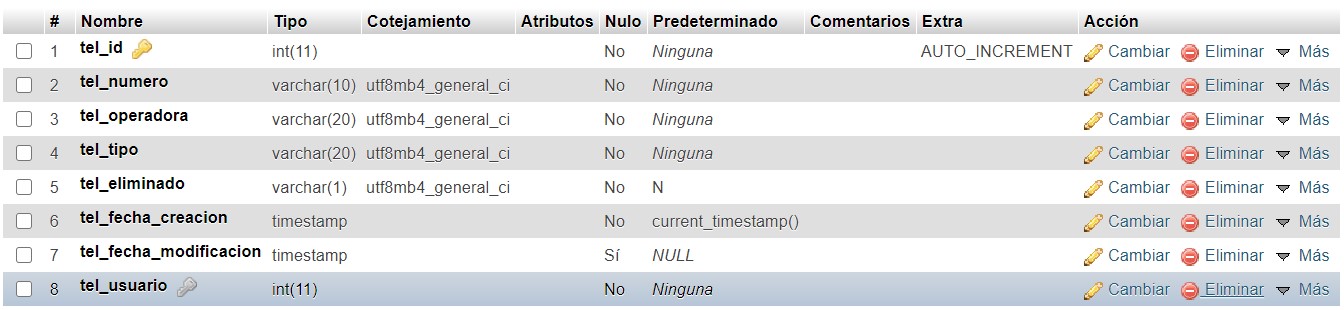 # Nombre Tipo Cotejamiento Atributos Nulo Predeterminado Comentarios Extra Acción
1 tel_id int(11) No Ninguna AUTO_INCREMENT Cambiar Eliminar Más
2 tel_numero varchar(10) utf8mb4_general_ci No Ninguna Cambiar Eliminar Más
3 tel_operadora varchar(20) utf8mb4_general_ci No Ninguna Cambiar Eliminar Más
4 tel_tipo varchar(20) utf8mb4_general_ci No Ninguna Cambiar Eliminar Más
5 tel_eliminado varchar(1) utf8mb4_general_ci No N Cambiar Eliminar Más
6 tel_fecha_creacion timestamp No current_timestamp() Cambiar Eliminar Más
7 tel_fecha_modificacion timestamp Sí NULL Cambiar Eliminar Más
8 tel_usuario int(11) No Ninguna Cambiar Eliminar Más